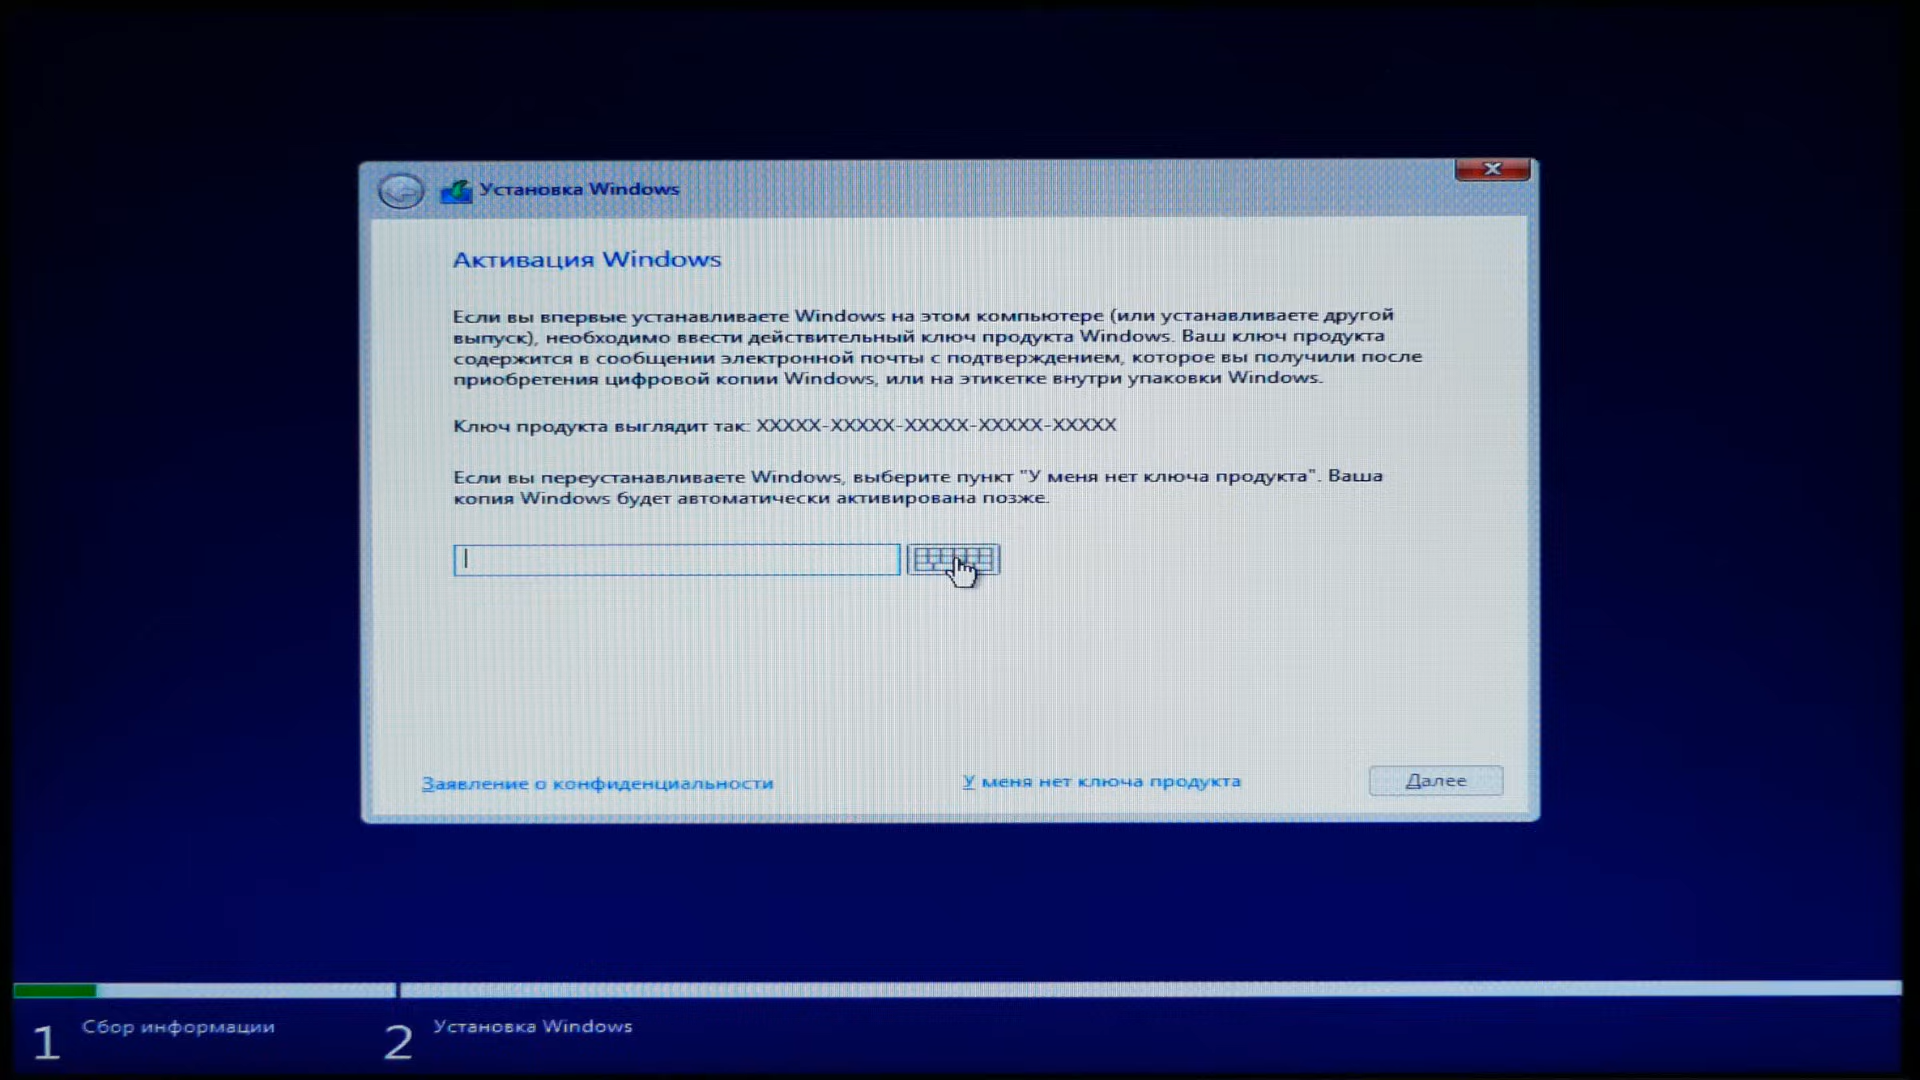 Установка Windows
Активация Windows
Если вы впервые устанавливаете Windows на этом компьютере (или устанавливаете другой
выпуск), необходимо ввести действительный ключ продукта Windows. Ваш ключ продукта
содержится в сообщении электронной почты с подтверждением, которое вы получили после
приобретения цифровой копии Windows, или на этикетке внутри упаковки Windows.
Ключ продукта выглядит так: XXXXX-XXXXX-XXXXX-XXXXX-XXXXX
Если вы переустанавливаете Windows, выберите пункт "У меня нет ключа продукта". Ваша
копия Windows будет автоматически активирована позже.
Заявление о конфиденциальности
У меня нет ключа продукта
Далее
1 Сбор информации
2 Установка Windows